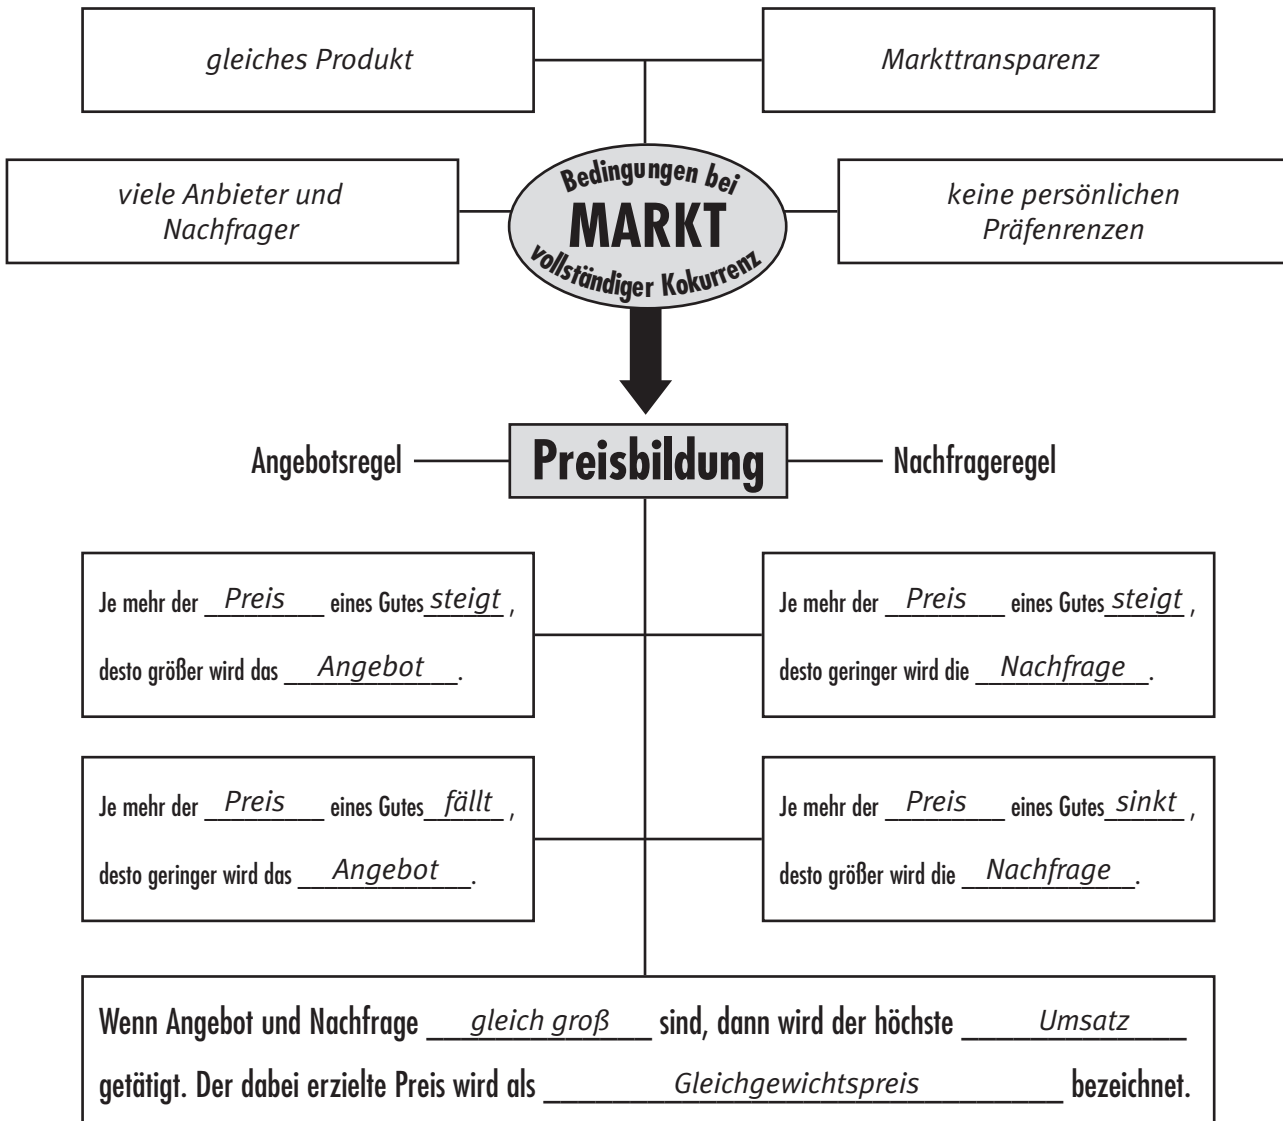 gleiches Produkt
Markttransparenz
viele Anbieter und
Nachfrager
Bedingungen bei
MARKT
vollständiger Kokurrenz
keine persönlichen
Präfenrenzen
Angebotsregel
Preisbildung
Nachfrageregel
Je mehr der Preis eines Gutes steigt,
desto größer wird das Angebot.
Je mehr der Preis eines Gutes steigt,
desto geringer wird die Nachfrage.
Je mehr der Preis eines Gutes fällt,
desto geringer wird das Angebot.
Je mehr der Preis eines Gutes sinkt,
desto größer wird die Nachfrage.
Wenn Angebot und Nachfrage gleich groß sind, dann wird der höchste Umsatz
getätigt. Der dabei erzielte Preis wird als Gleichgewichtspreis bezeichnet.